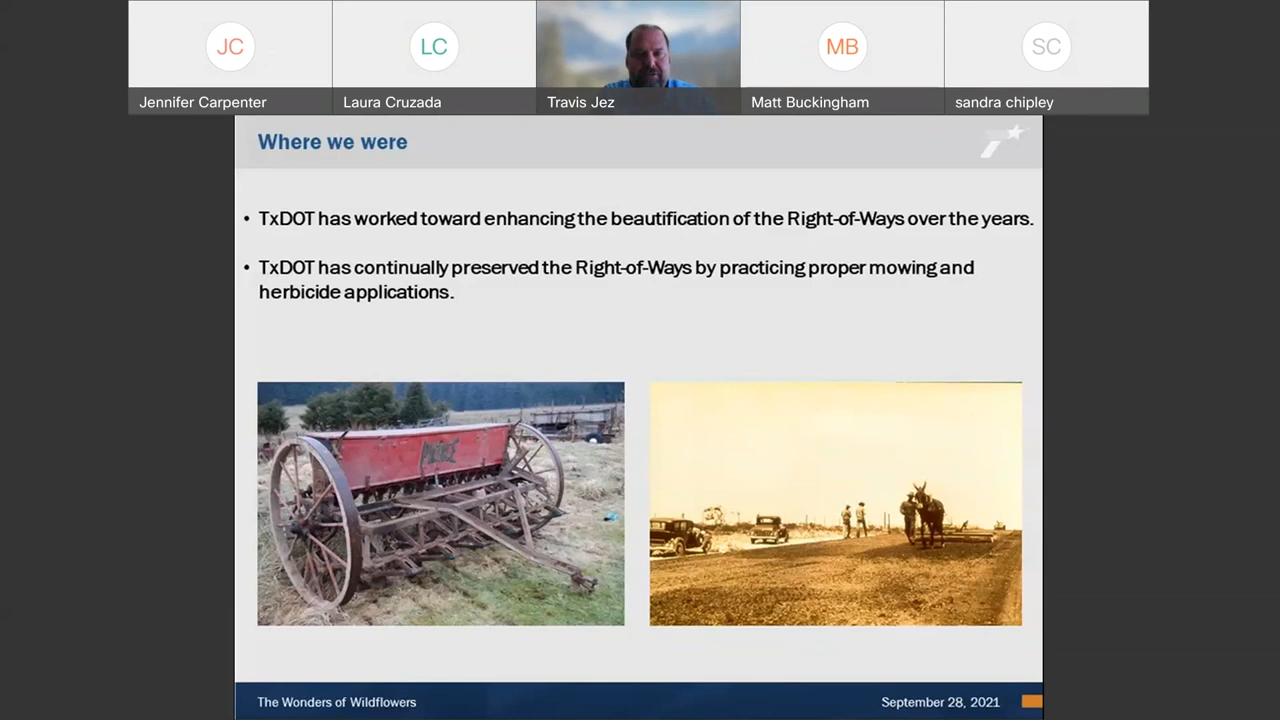 JC
LC
MB
SC
Jennifer Carpenter
Laura Cruzada
Travis Jez
Matt Buckingham
sandra chipley
Where we were
• TxDOT has worked toward enhancing the beautification of the Right-of-Ways over the years.
• TxDOT has continually preserved the Right-of-Ways by practicing proper mowing and
herbicide applications.
The Wonders of Wildflowers
September 28, 2021